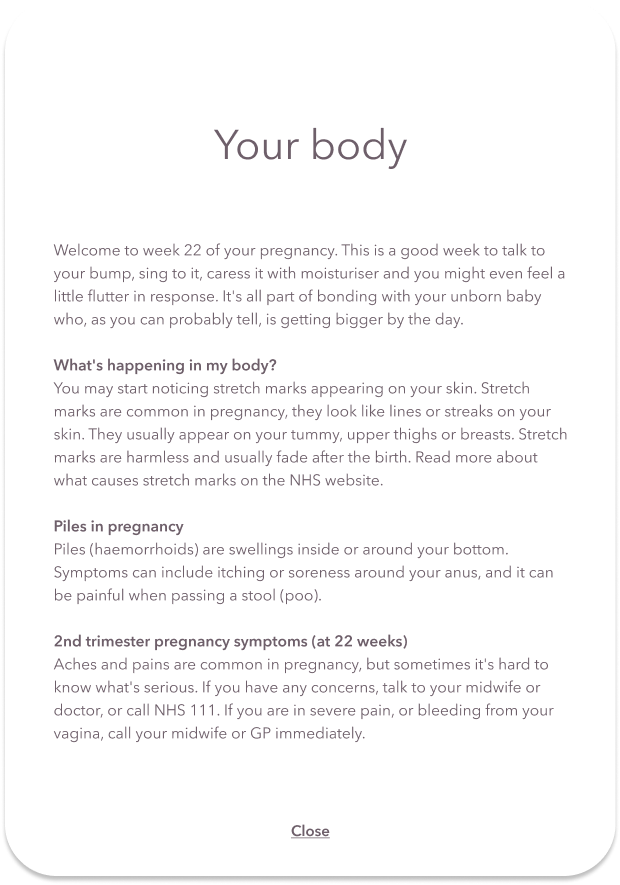 Your body
Welcome to week 22 of your pregnancy. This is a good week to talk to
your bump, sing to it, caress it with moisturiser and you might even feel a
little flutter in response. It's all part of bonding with your unborn baby
who, as you can probably tell, is getting bigger by the day.
What's happening in my body?
You may start noticing stretch marks appearing on your skin. Stretch
marks are common in pregnancy, they look like lines or streaks on your
skin. They usually appear on your tummy, upper thighs or breasts. Stretch
marks are harmless and usually fade after the birth. Read more about
what causes stretch marks on the NHS website.
Piles in pregnancy
Piles (haemorrhoids) are swellings inside or around your bottom.
Symptoms can include itching or soreness around your anus, and it can
be painful when passing a stool (poo).
2nd trimester pregnancy symptoms (at 22 weeks)
Aches and pains are common in pregnancy, but sometimes it's hard to
know what's serious. If you have any concerns, talk to your midwife or
doctor, or call NHS 111. If you are in severe pain, or bleeding from your
vagina, call your midwife or GP immediately.
Close